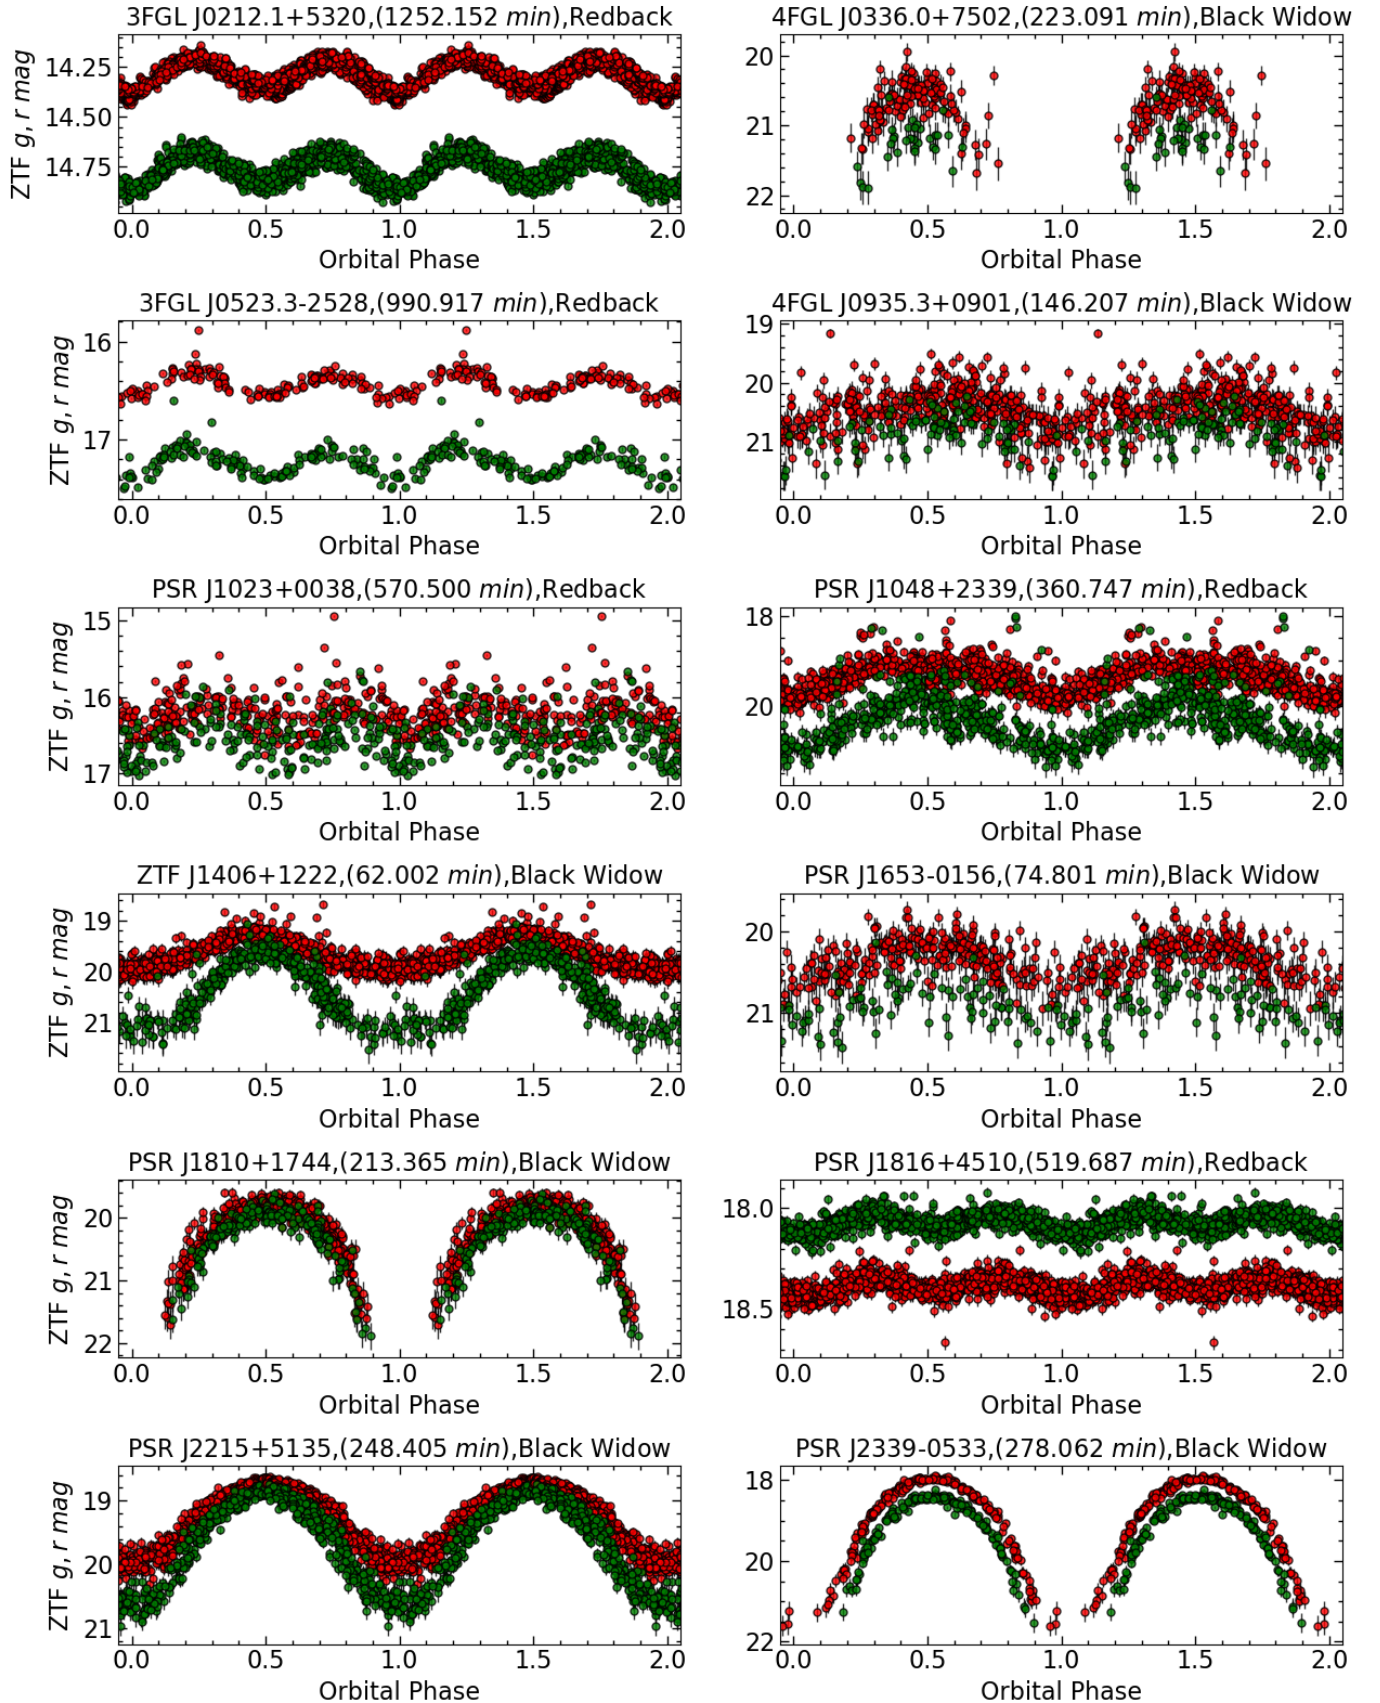 3FGL J0212.1+5320,(1252.152 min),Redback
ZTF g, r mag
14.25
14.50
14.75
0.0 0.5 1.0 1.5 2.0
Orbital Phase
4FGL J0336.0+7502,(223.091 min),Black Widow
20
21
22
0.0 0.5 1.0 1.5 2.0
Orbital Phase
3FGL J0523.3-2528,(990.917 min),Redback
ZTF g, r mag
16
17
0.0 0.5 1.0 1.5 2.0
Orbital Phase
4FGL J0935.3+0901,(146.207 min),Black Widow
19
20
21
0.0 0.5 1.0 1.5 2.0
Orbital Phase
PSR J1023+0038,(570.500 min),Redback
ZTF g, r mag
15
16
17
0.0 0.5 1.0 1.5 2.0
Orbital Phase
PSR J1048+2339,(360.747 min),Redback
18
20
0.0 0.5 1.0 1.5 2.0
Orbital Phase
ZTF J1406+1222,(62.002 min),Black Widow
ZTF g, r mag
19
20
21
0.0 0.5 1.0 1.5 2.0
Orbital Phase
PSR J1653-0156,(74.801 min),Black Widow
20
21
0.0 0.5 1.0 1.5 2.0
Orbital Phase
PSR J1810+1744,(213.365 min),Black Widow
ZTF g, r mag
20
21
22
0.0 0.5 1.0 1.5 2.0
Orbital Phase
PSR J1816+4510,(519.687 min),Redback
18.0
18.5
0.0 0.5 1.0 1.5 2.0
Orbital Phase
PSR J2215+5135,(248.405 min),Black Widow
ZTF g, r mag
19
20
21
0.0 0.5 1.0 1.5 2.0
Orbital Phase
PSR J2339-0533,(278.062 min),Black Widow
18
20
22
0.0 0.5 1.0 1.5 2.0
Orbital Phase